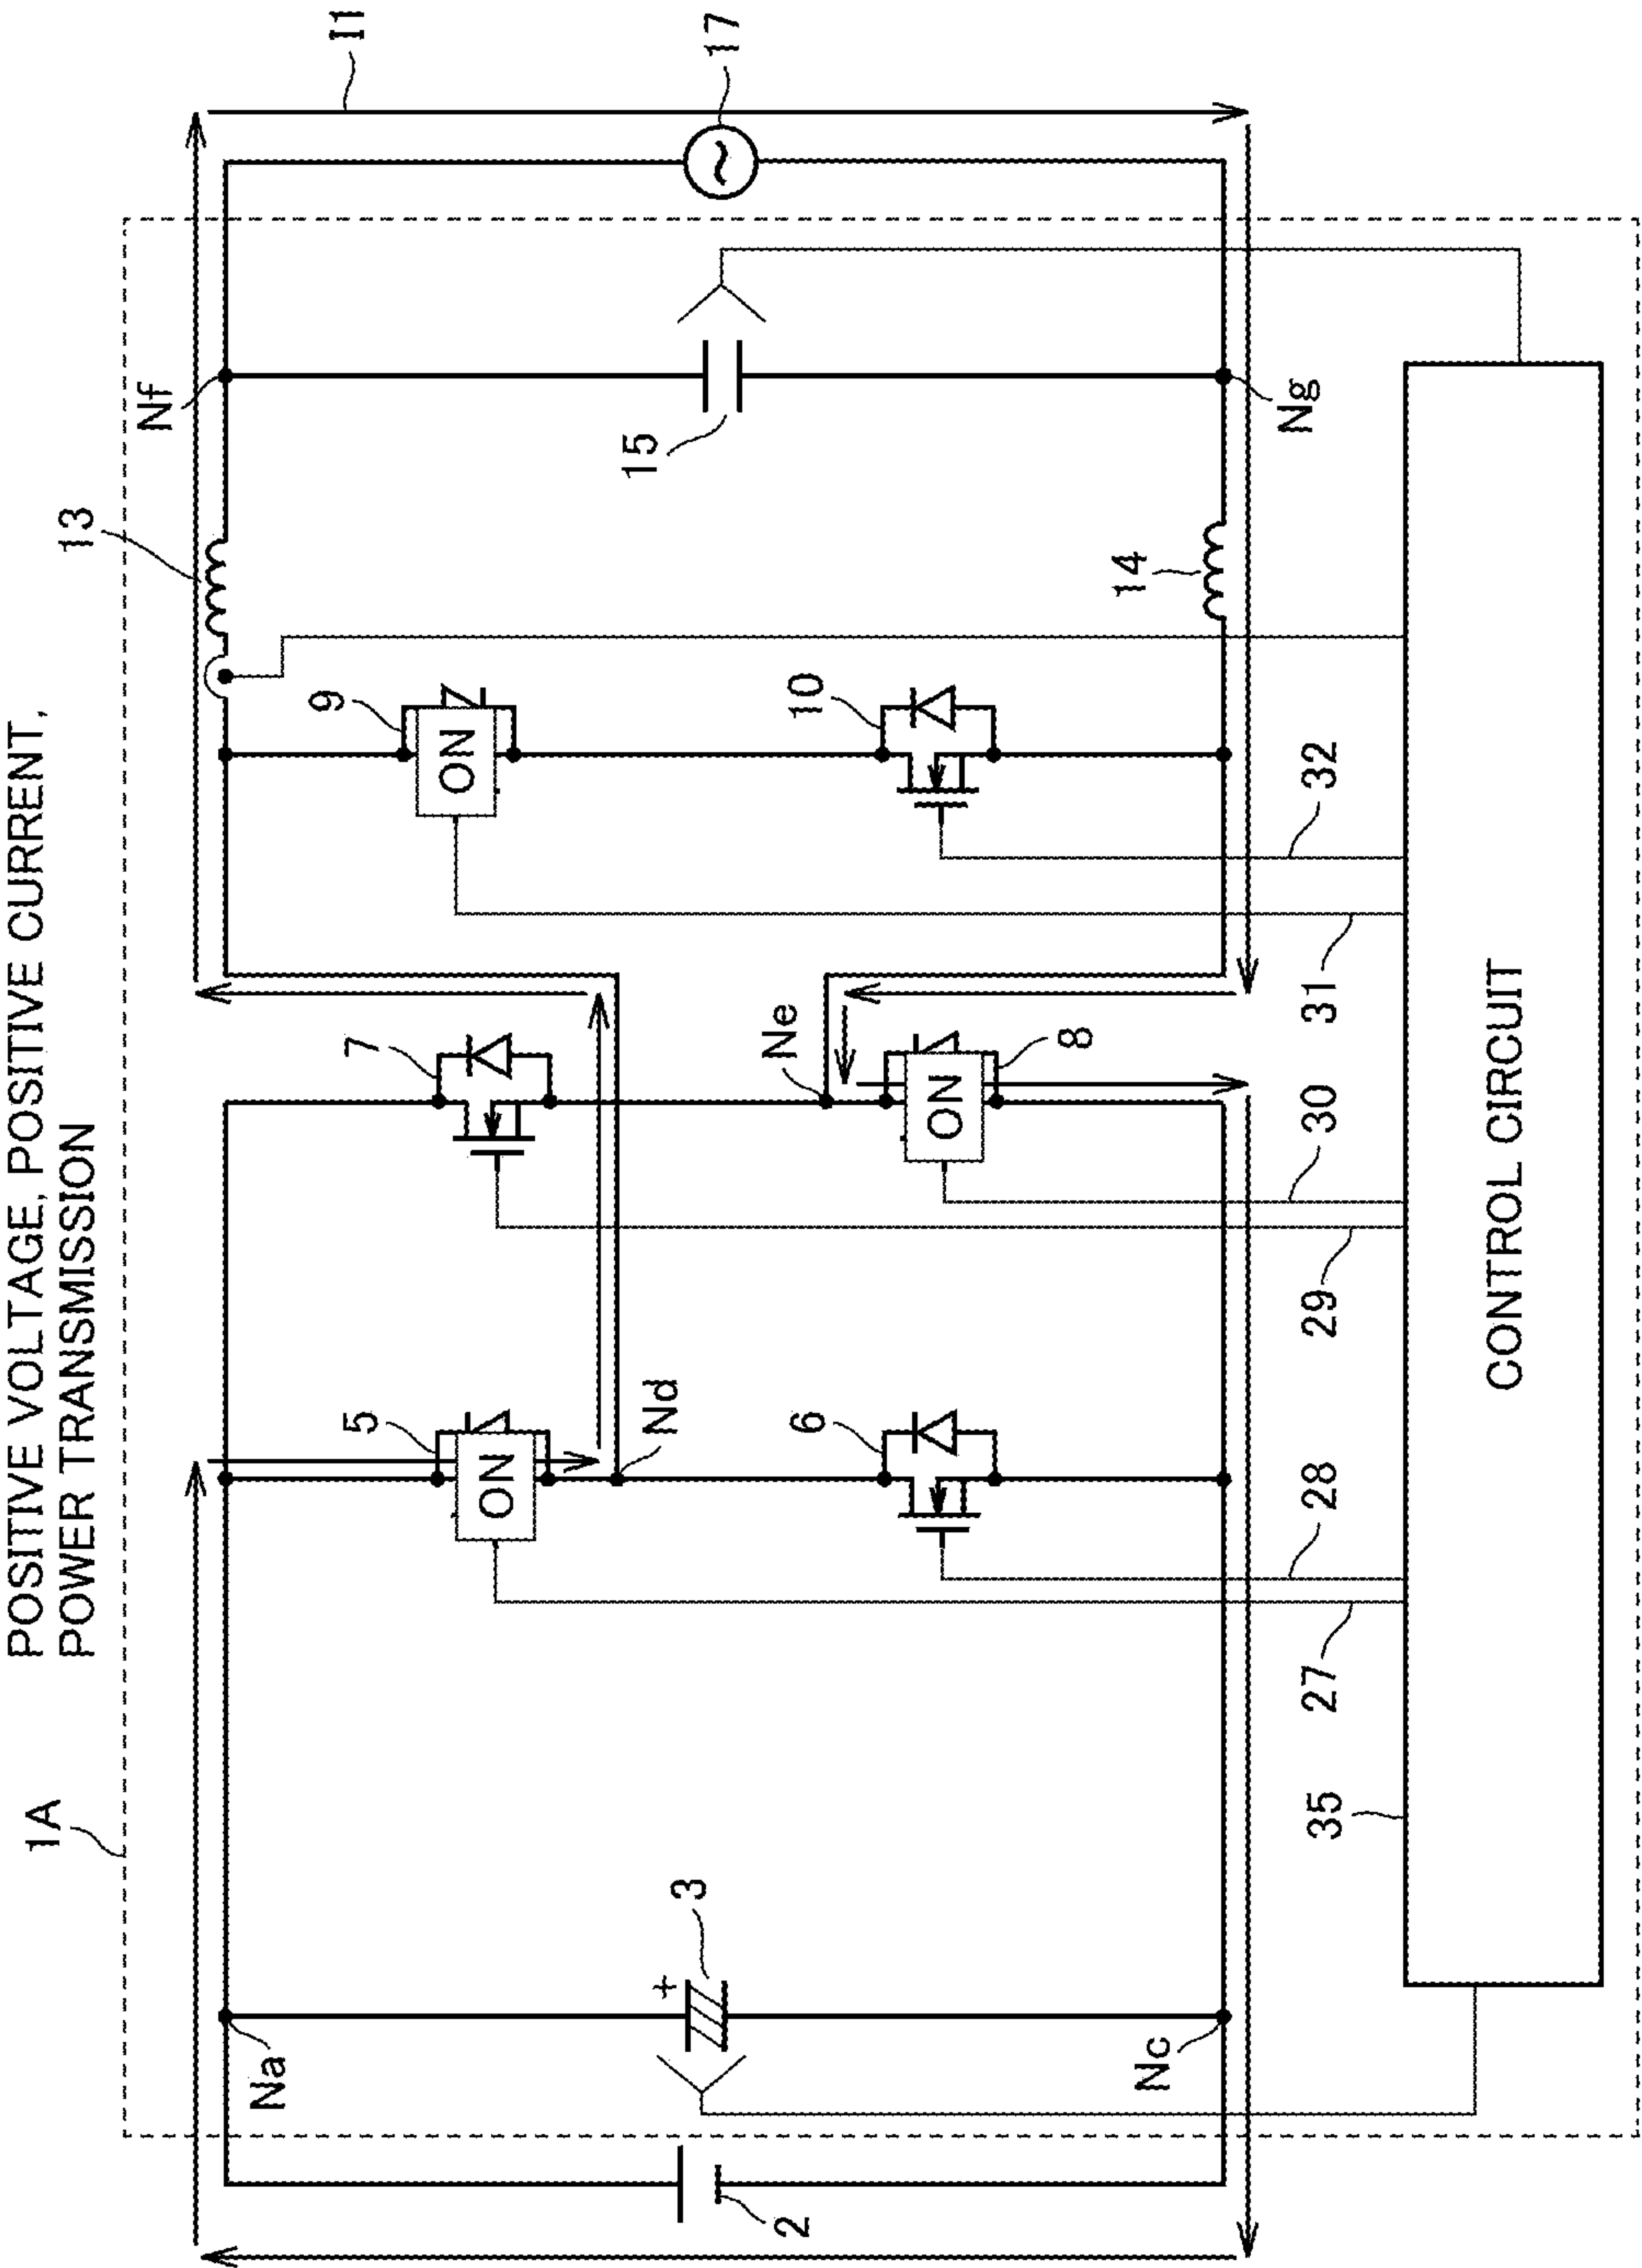 POSITIVE VOLTAGE, POSITIVE CURRENT,
POWER TRANSMISSION
1A
13
Nf
I1
17
15
Ng
14
9
ON
10
7
Ne
8
ON
5
ON
Nd
6
3
+
Na
Nc
2
35
27
28
29
30
31
32
CONTROL CIRCUIT